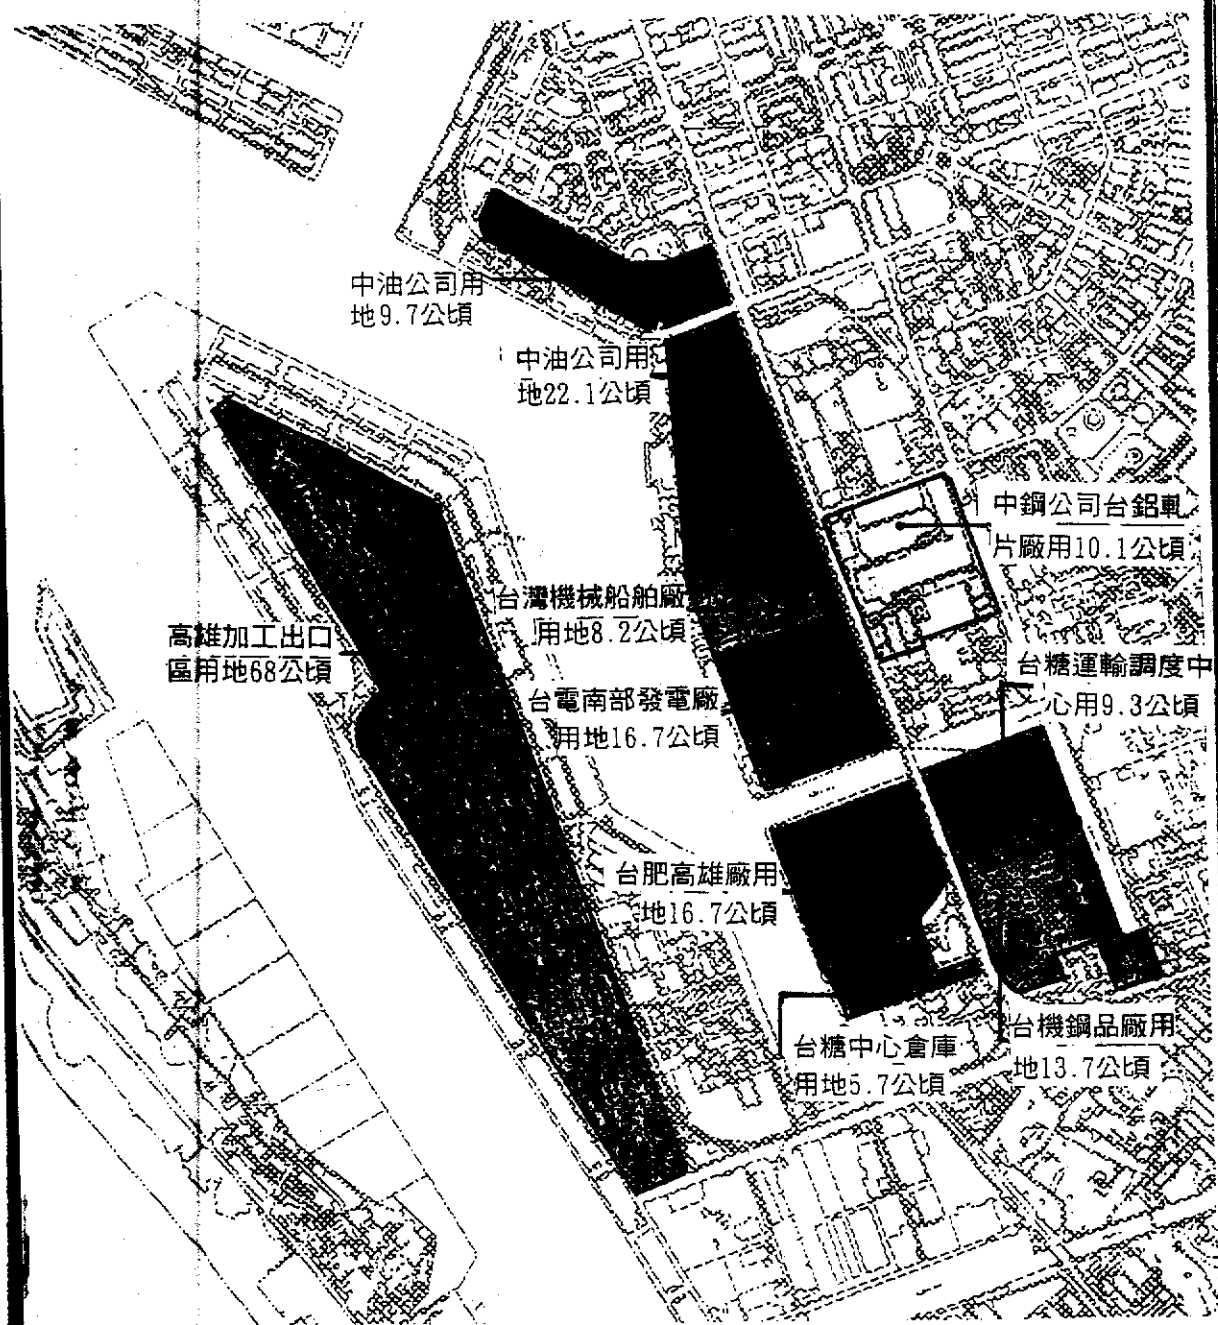 中油公司用
地9.7公頃
中油公司用
地22.1公頃
中鋼公司台鋁軋
片廠用10.1公頃
台灣機械船舶廠
用地8.2公頃
高雄加工出口
區用地68公頃
台糖運輸調度中
心用9.3公頃
台電南部發電廠
用地16.7公頃
台肥高雄廠用
地16.7公頃
台機鋼品廠用
地13.7公頃
台糖中心倉庫
用地5.7公頃